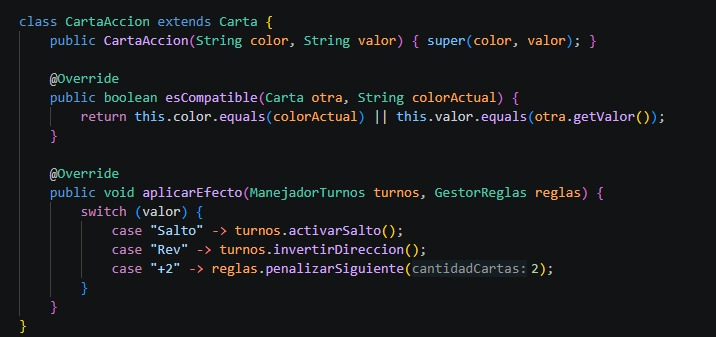 class CartaAccion extends Carta {
public CartaAccion(String color, String valor) { super(color, valor); }
@Override
public boolean esCompatible(Carta otra, String colorActual) {
return this.color.equals(colorActual) || this.valor.equals(otra.getValor());
}
@Override
public void aplicarEfecto(ManejadorTurnos turnos, GestorReglas reglas) {
switch (valor) {
case "Salto" -> turnos.activarSalto();
case "Rev" -> turnos.invertirDireccion();
case "+2" -> reglas.penalizarSiguiente(cantidadCartas: 2);
}
}
}